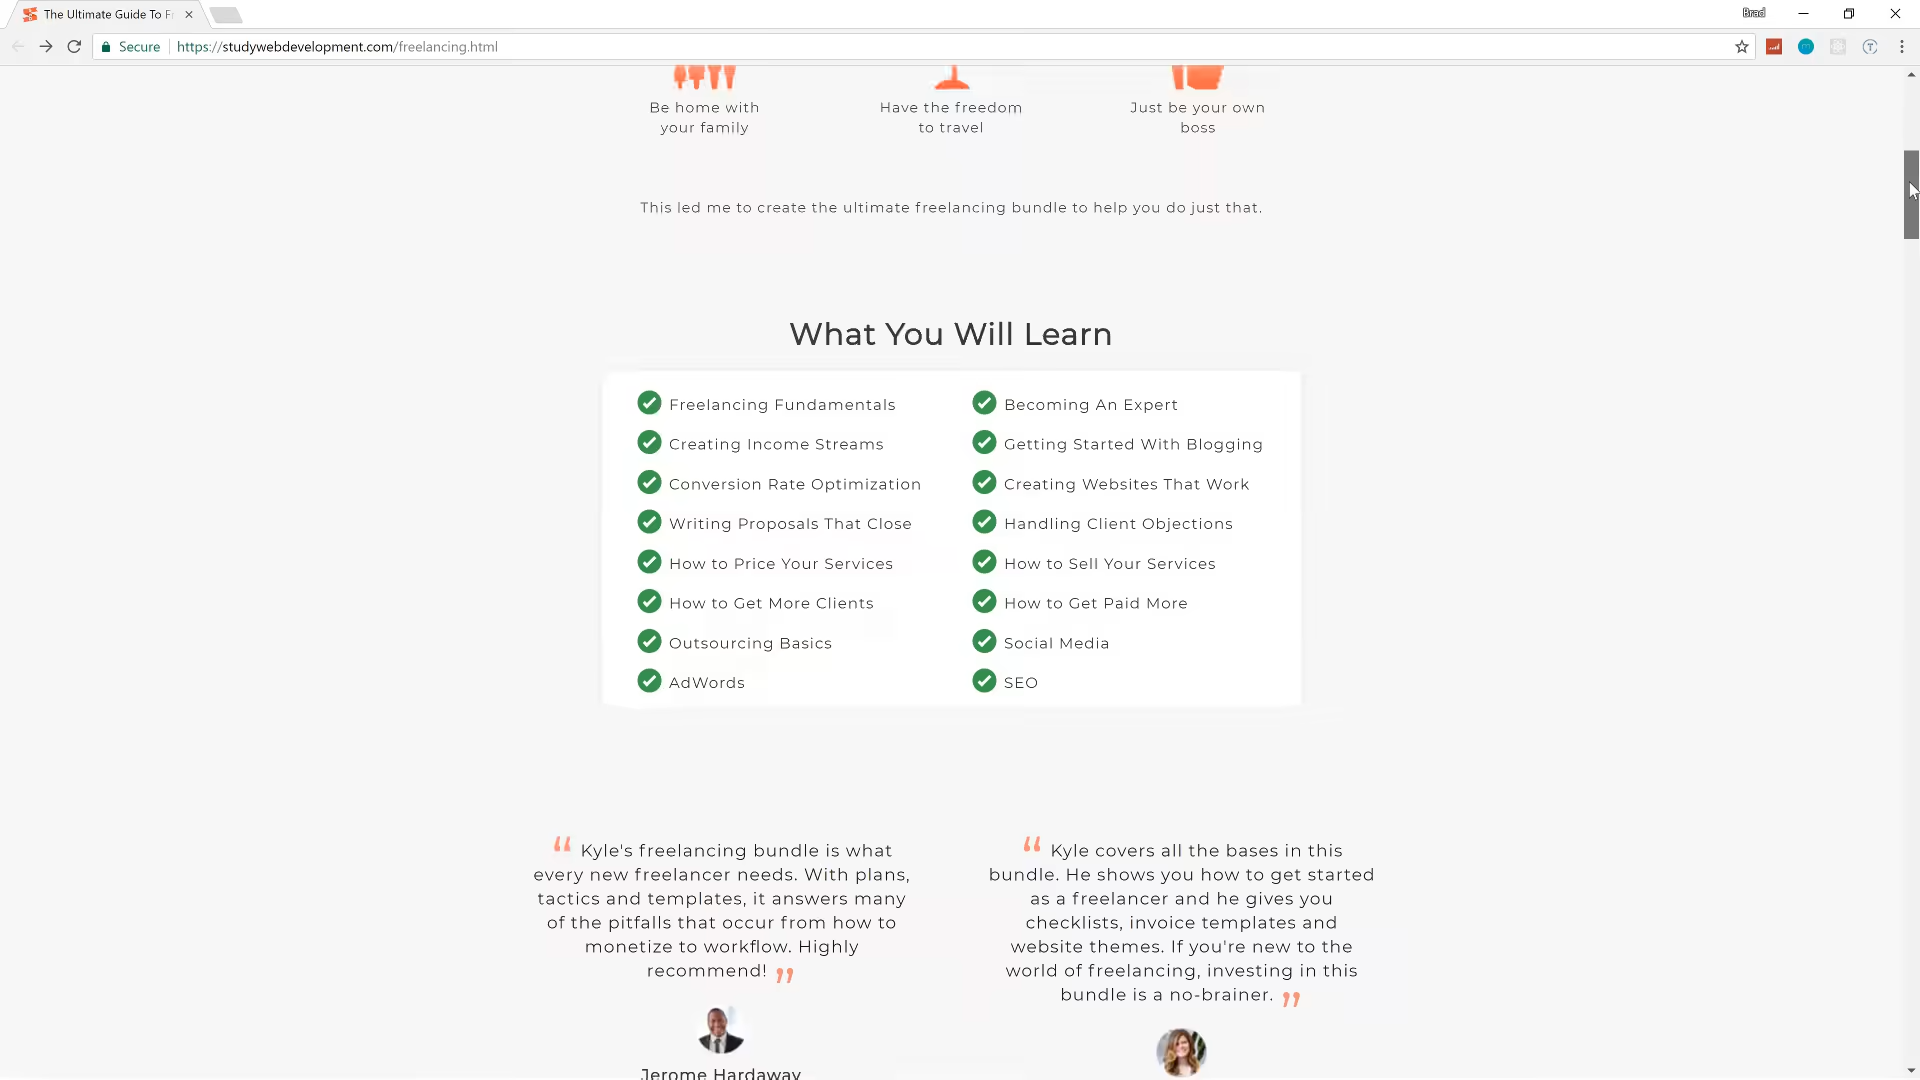 The Ultimate Guide To F
Brad
Secure
https://studywebdevelopment.com/freelancing.html
Be home with
your family
Have the freedom
to travel
Just be your own
boss
This led me to create the ultimate freelancing bundle to help you do just that.
What You Will Learn
Freelancing Fundamentals
Becoming An Expert
Creating Income Streams
Getting Started With Blogging
Conversion Rate Optimization
Creating Websites That Work
Writing Proposals That Close
Handling Client Objections
How to Price Your Services
How to Sell Your Services
How to Get More Clients
How to Get Paid More
Outsourcing Basics
Social Media
AdWords
SEO
“ Kyle's freelancing bundle is what
every new freelancer needs. With plans,
tactics and templates, it answers many
of the pitfalls that occur from how to
monetize to workflow. Highly
recommend! ”
Jerome Hardaway
“ Kyle covers all the bases in this
bundle. He shows you how to get started
as a freelancer and he gives you
checklists, invoice templates and
website themes. If you're new to the
world of freelancing, investing in this
bundle is a no-brainer. ”